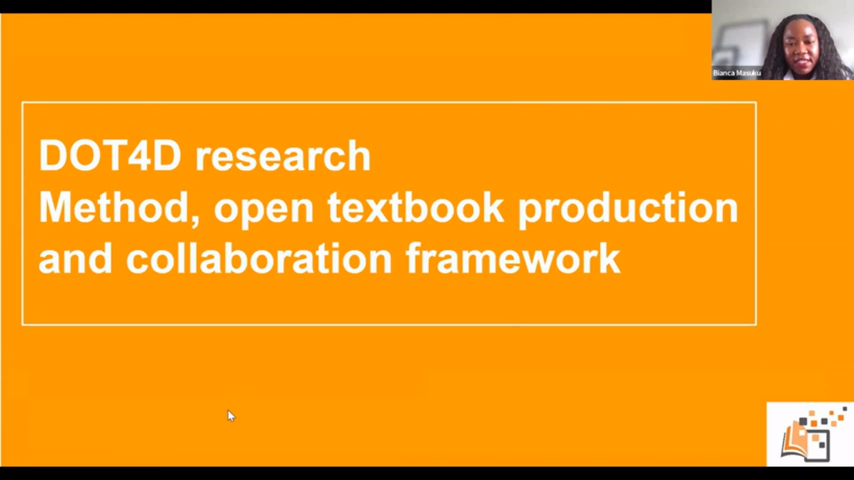 Bianca Masuku
DOT4D research
Method, open textbook production
and collaboration framework